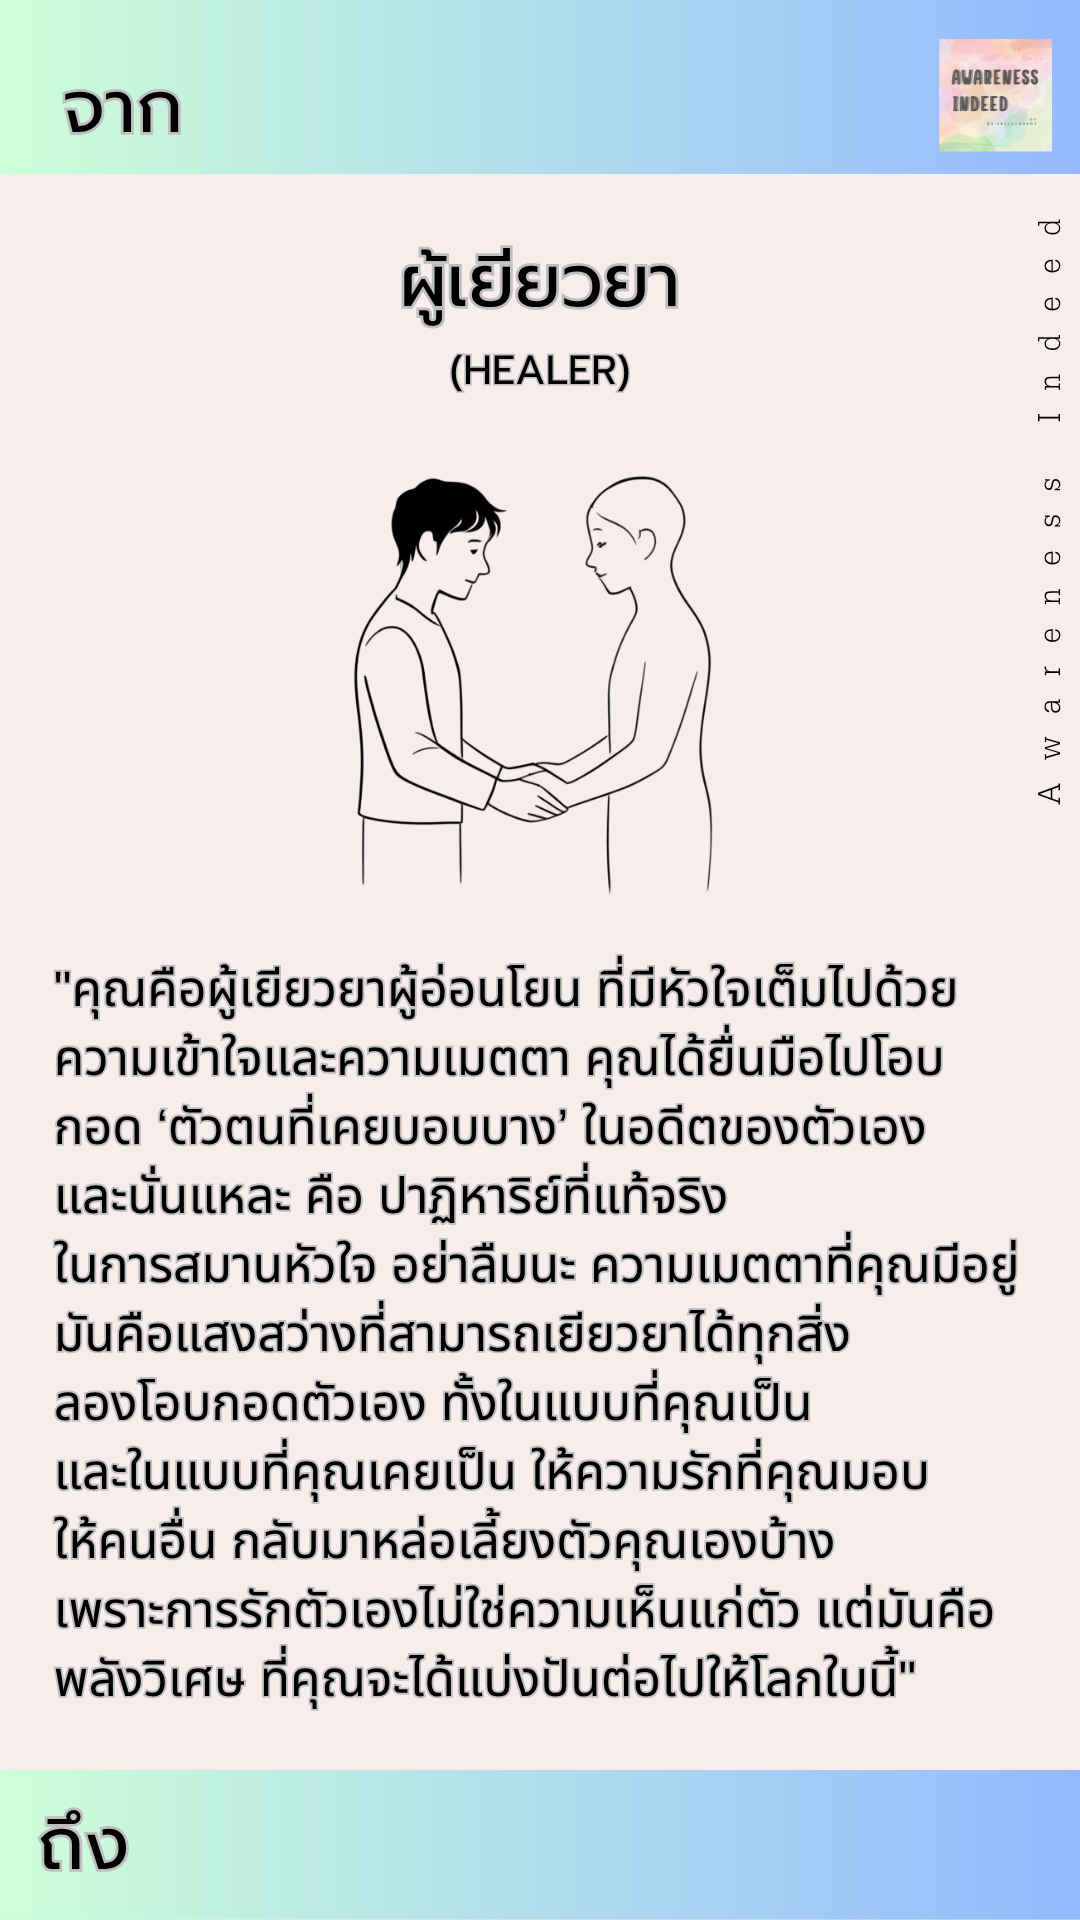 จาก
AWARENESS
INDEED
ผู้เยียวยา
(HEALER)
Awareness Indeed
"คุณคือผู้เยียวยาผู้อ่อนโยน ที่มีหัวใจเต็มไปด้วย
ความเข้าใจและความเมตตา คุณได้ยื่นมือไปโอบ
กอด ‘ตัวตนที่เคยบอบบาง’ ในอดีตของตัวเอง
และนั่นแหละ คือ ปาฏิหาริย์ที่แท้จริง
ในการสมานหัวใจ อย่าลืมนะ ความเมตตาที่คุณมีอยู่
มันคือแสงสว่างที่สามารถเยียวยาได้ทุกสิ่ง
ลองโอบกอดตัวเอง ทั้งในแบบที่คุณเป็น
และในแบบที่คุณเคยเป็น ให้ความรักที่คุณมอบ
ให้คนอื่น กลับมาหล่อเลี้ยงตัวคุณเองบ้าง
เพราะการรักตัวเองไม่ใช่ความเห็นแก่ตัว แต่มันคือ
พลังวิเศษ ที่คุณจะได้แบ่งปันต่อไปให้โลกใบนี้"
ถึง